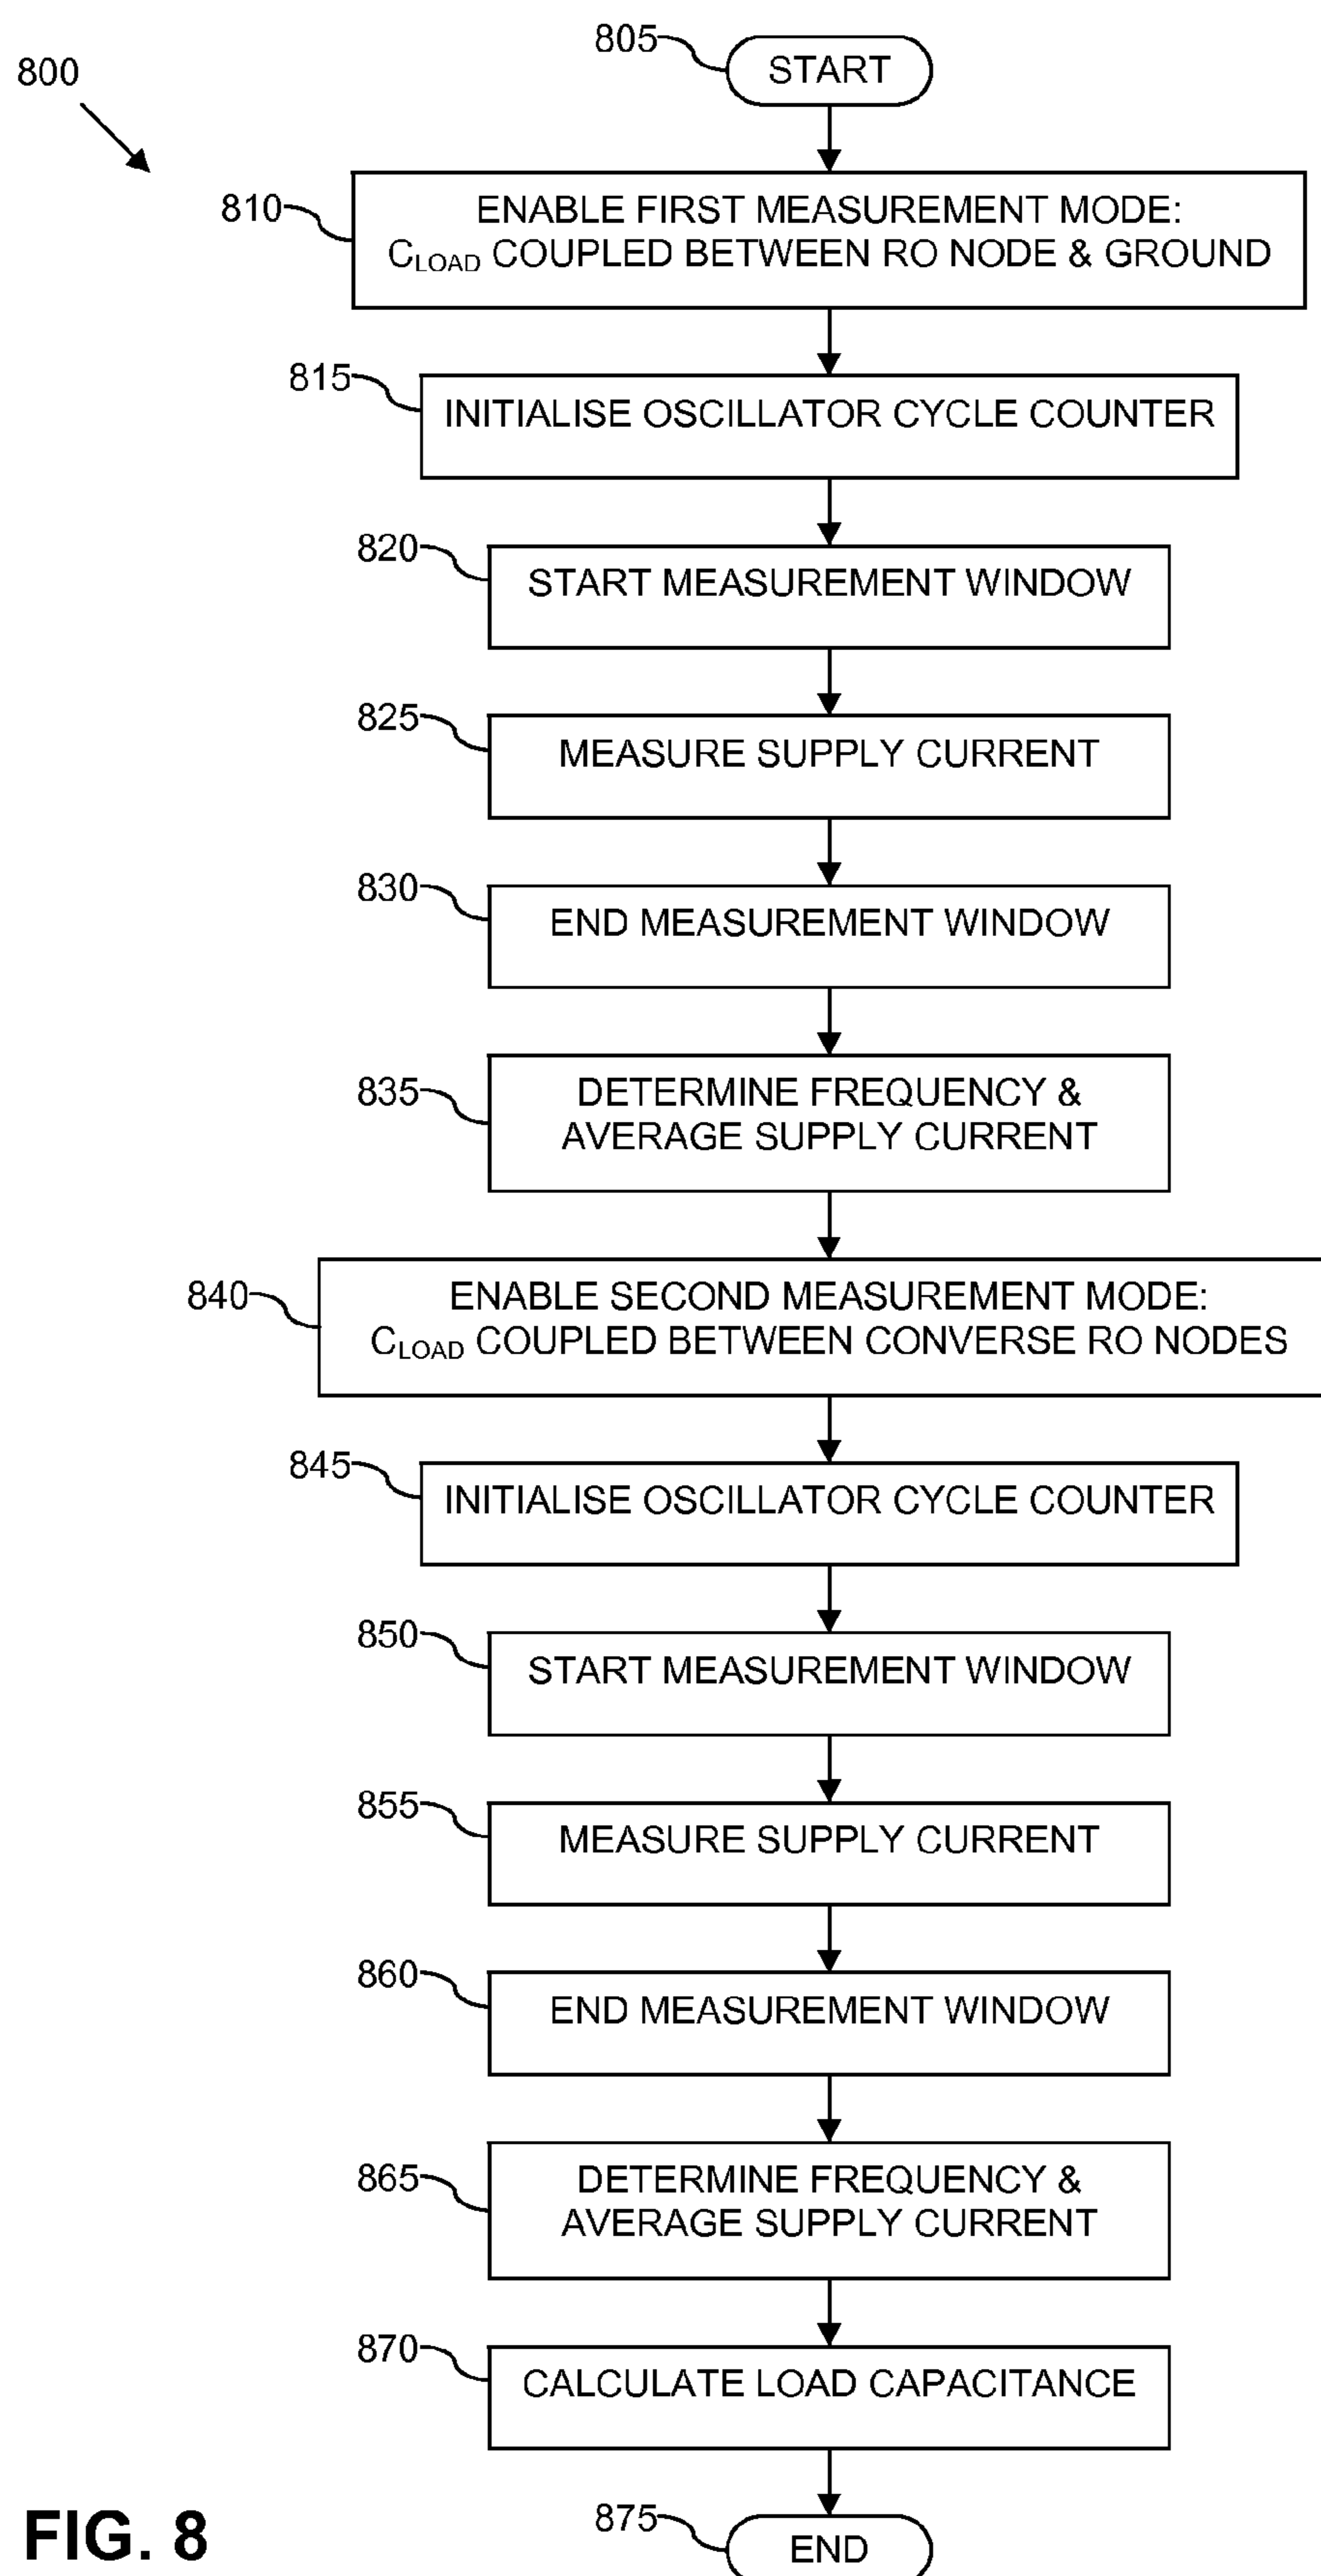 800
805
START
810
ENABLE FIRST MEASUREMENT MODE:
CLOAD COUPLED BETWEEN RO NODE & GROUND
815
INITIALISE OSCILLATOR CYCLE COUNTER
820
START MEASUREMENT WINDOW
825
MEASURE SUPPLY CURRENT
830
END MEASUREMENT WINDOW
835
DETERMINE FREQUENCY &
AVERAGE SUPPLY CURRENT
840
ENABLE SECOND MEASUREMENT MODE:
CLOAD COUPLED BETWEEN CONVERSE RO NODES
845
INITIALISE OSCILLATOR CYCLE COUNTER
850
START MEASUREMENT WINDOW
855
MEASURE SUPPLY CURRENT
860
END MEASUREMENT WINDOW
865
DETERMINE FREQUENCY &
AVERAGE SUPPLY CURRENT
870
CALCULATE LOAD CAPACITANCE
875
END
FIG. 8